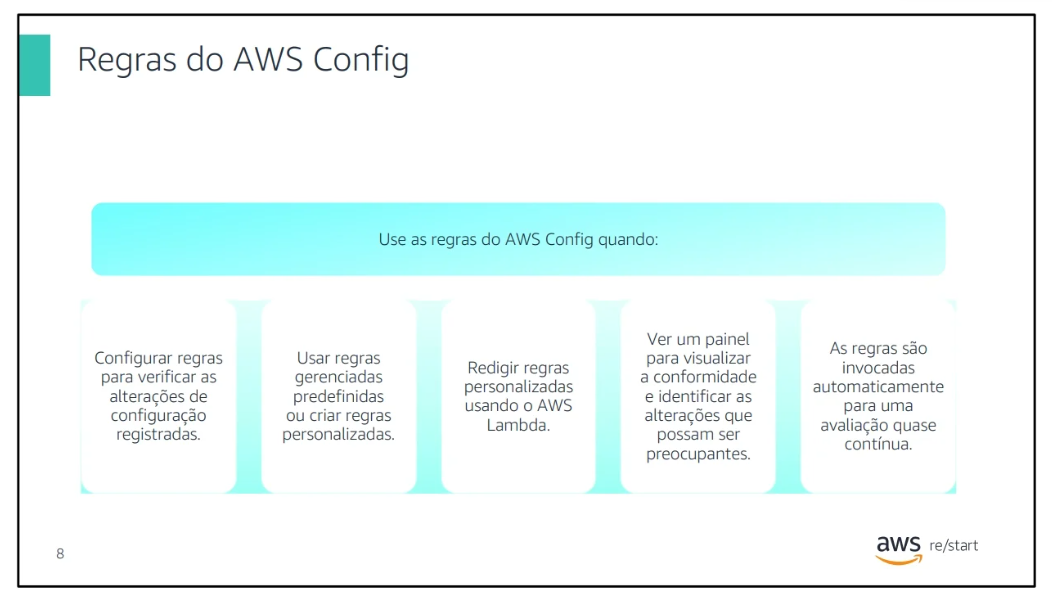 Regras do AWS Config
Use as regras do AWS Config quando:
Configurar regras
para verificar as
alterações de
configuração
registradas.
Usar regras
gerenciadas
predefinidas
ou criar regras
personalizadas.
Redigir regras
personalizadas
usando o AWS
Lambda.
Ver um painel
para visualizar
a conformidade
e identificar as
alterações que
possam ser
preocupantes.
As regras são
invocadas
automaticamente
para uma
avaliação quase
contínua.
8
aws re/start